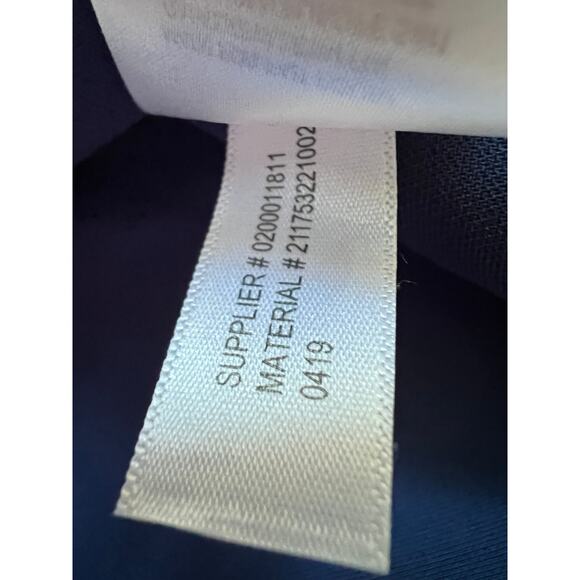 SUPPLIER # 0200011811
MATERIAL # 211753221002
0419